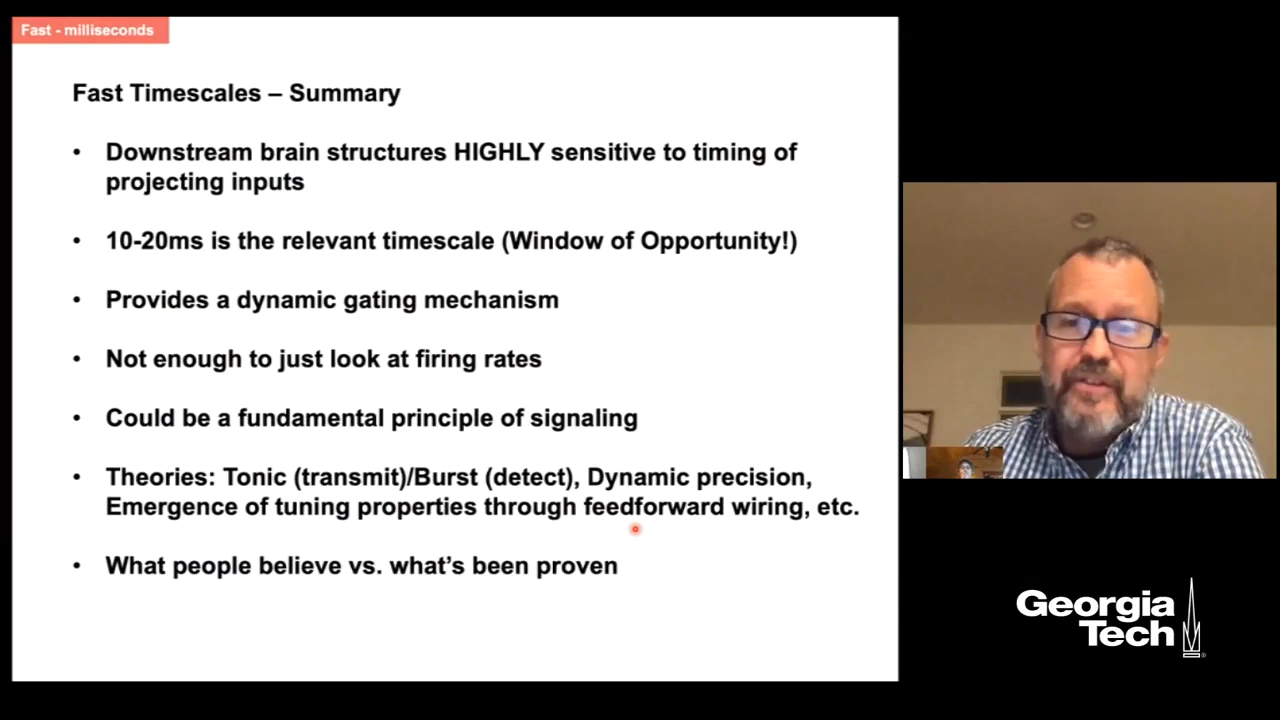 Fast - milliseconds
Fast Timescales – Summary
• Downstream brain structures HIGHLY sensitive to timing of
projecting inputs
• 10-20ms is the relevant timescale (Window of Opportunity!)
• Provides a dynamic gating mechanism
• Not enough to just look at firing rates
• Could be a fundamental principle of signaling
• Theories: Tonic (transmit)/Burst (detect), Dynamic precision,
Emergence of tuning properties through feedforward wiring, etc.
• What people believe vs. what’s been proven
Georgia
Tech